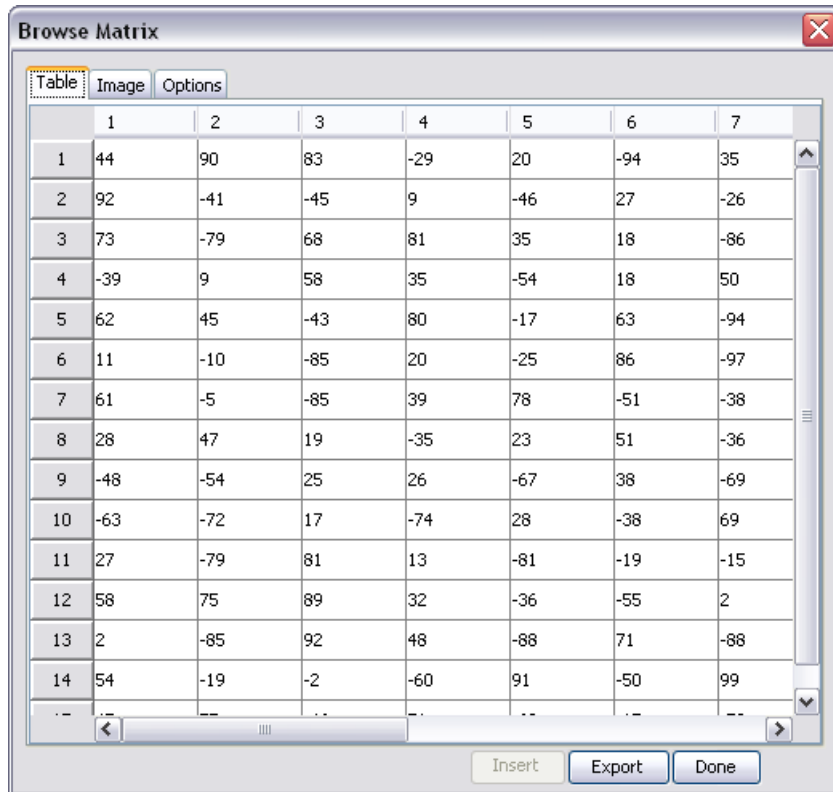 Browse Matrix
Table Image Options
1 2 3 4 5 6 7
1 44 90 83 -29 20 -94 35
2 92 -41 -45 9 -46 27 -26
3 73 -79 68 81 35 18 -86
4 -39 9 58 35 -54 18 50
5 62 45 -43 80 -17 63 -94
6 11 -10 -85 20 -25 86 -97
7 61 -5 -85 39 78 -51 -38
8 28 47 19 -35 23 51 -36
9 -48 -54 25 26 -67 38 -69
10 -63 -72 17 -74 28 -38 69
11 27 -79 81 13 -81 -19 -15
12 58 75 89 32 -36 -55 2
13 2 -85 92 48 -88 71 -88
14 54 -19 -2 -60 91 -50 99
Insert Export Done